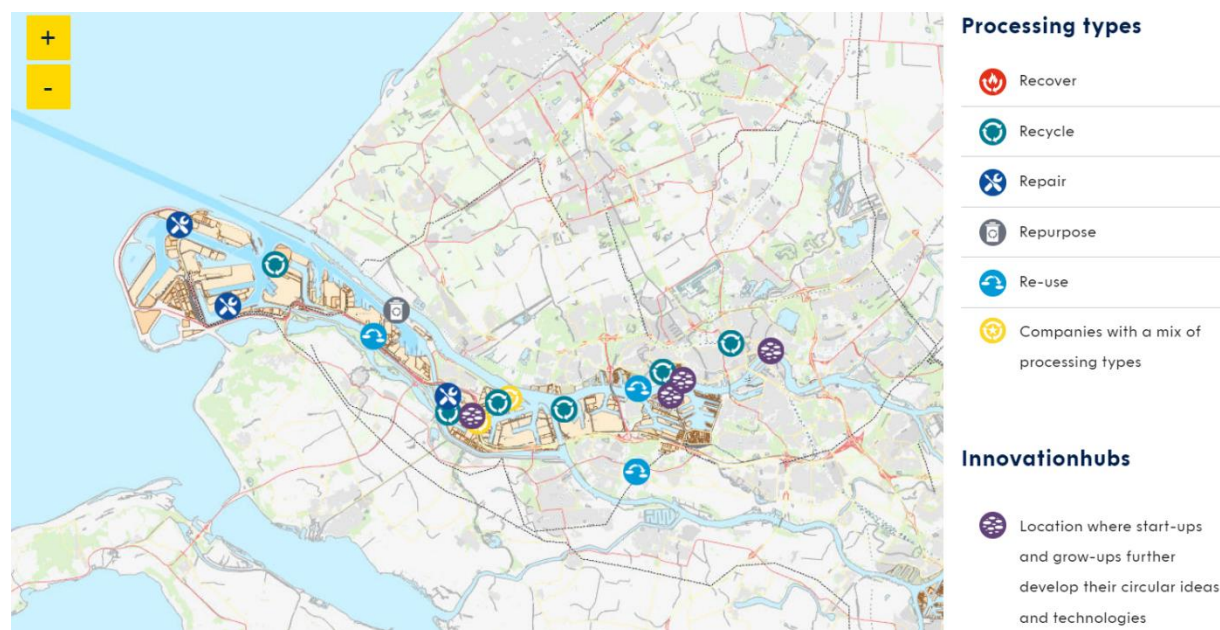 +
-
Processing types
Recover
Recycle
Repair
Repurpose
Re-use
Companies with a mix of
processing types
Innovationhubs
Location where start-ups
and grow-ups further
develop their circular ideas
and technologies